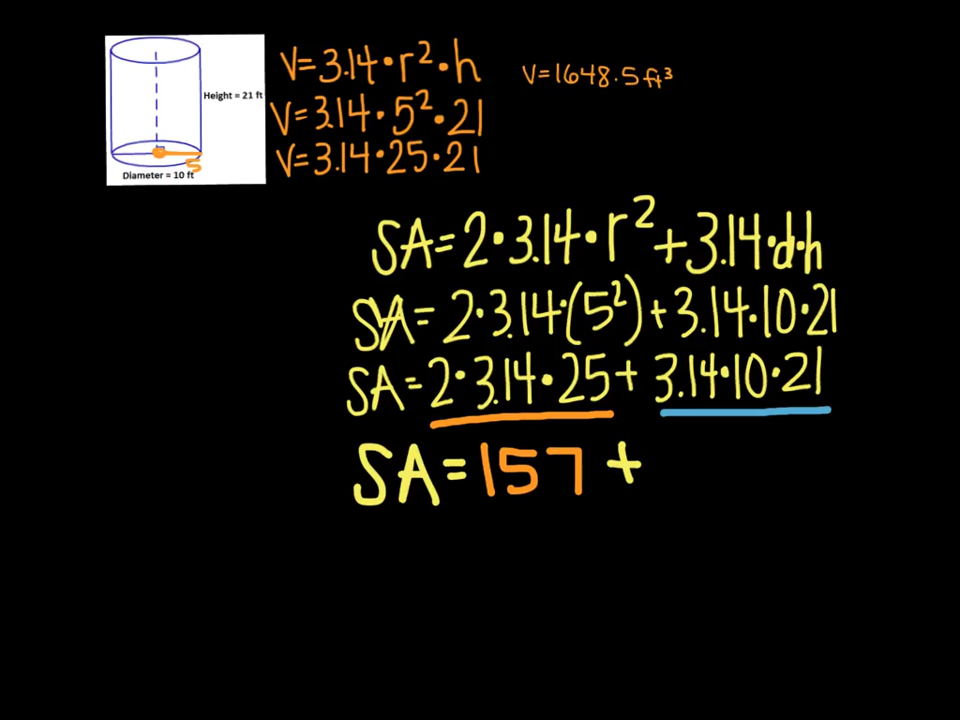 Height = 21 ft
5
Diameter = 10 ft
V=3.14•r²•h
V=3.14•5²•21
V=3.14•25•21
V=1648.5ft³
SA=2•3.14•r²+3.14•d•h
SA=2•3.14•(5²)+3.14•10•21
SA=2•3.14•25+3.14•10•21
SA=157+